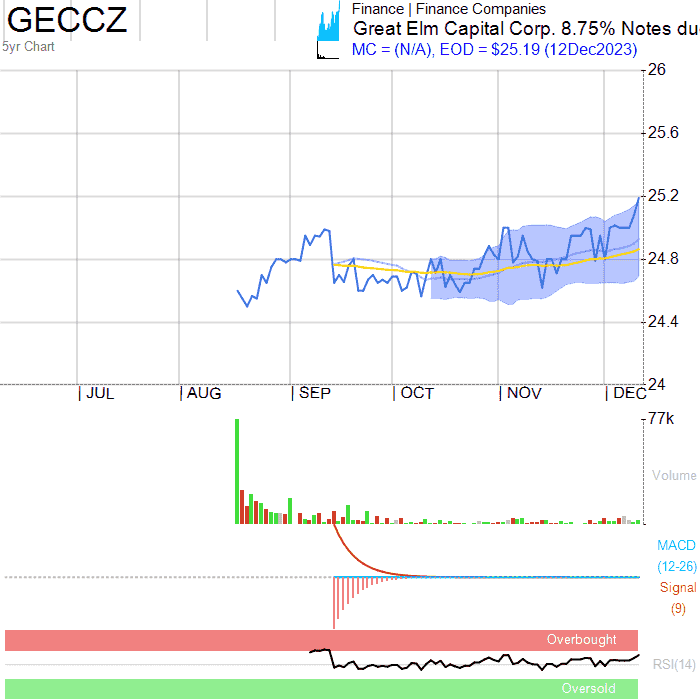 GECCZ
5yr Chart
Finance | Finance Companies
Great Elm Capital Corp. 8.75% Notes du
MC = (N/A), EOD = $25.19 (12Dec2023)
26
25.6
25.2
24.8
24.4
24
| JUL | AUG | SEP | OCT | NOV | DEC
77k
Volume
MACD
(12-26)
Signal
(9)
Overbought
RSI(14)
Oversold